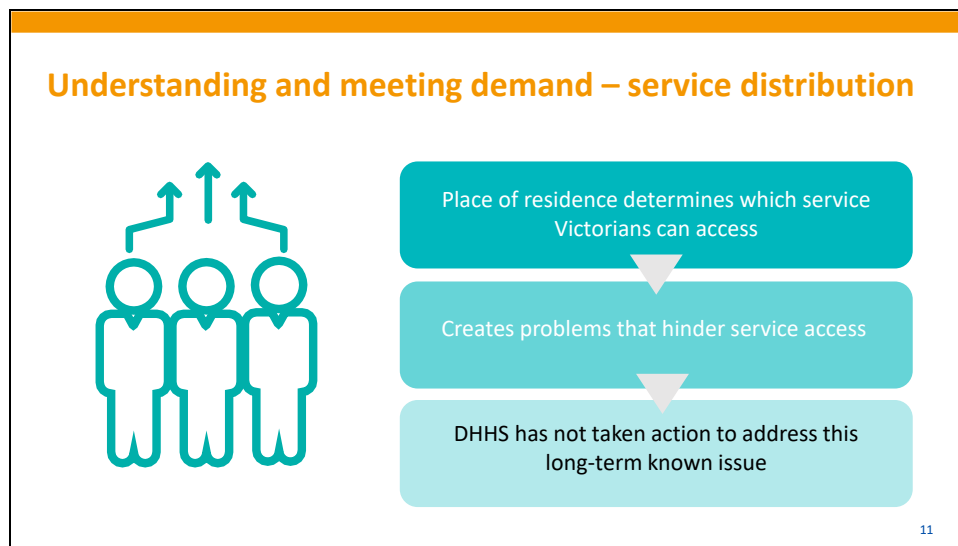 Understanding and meeting demand – service distribution
Place of residence determines which service
Victorians can access
Creates problems that hinder service access
DHHS has not taken action to address this
long-term known issue
11